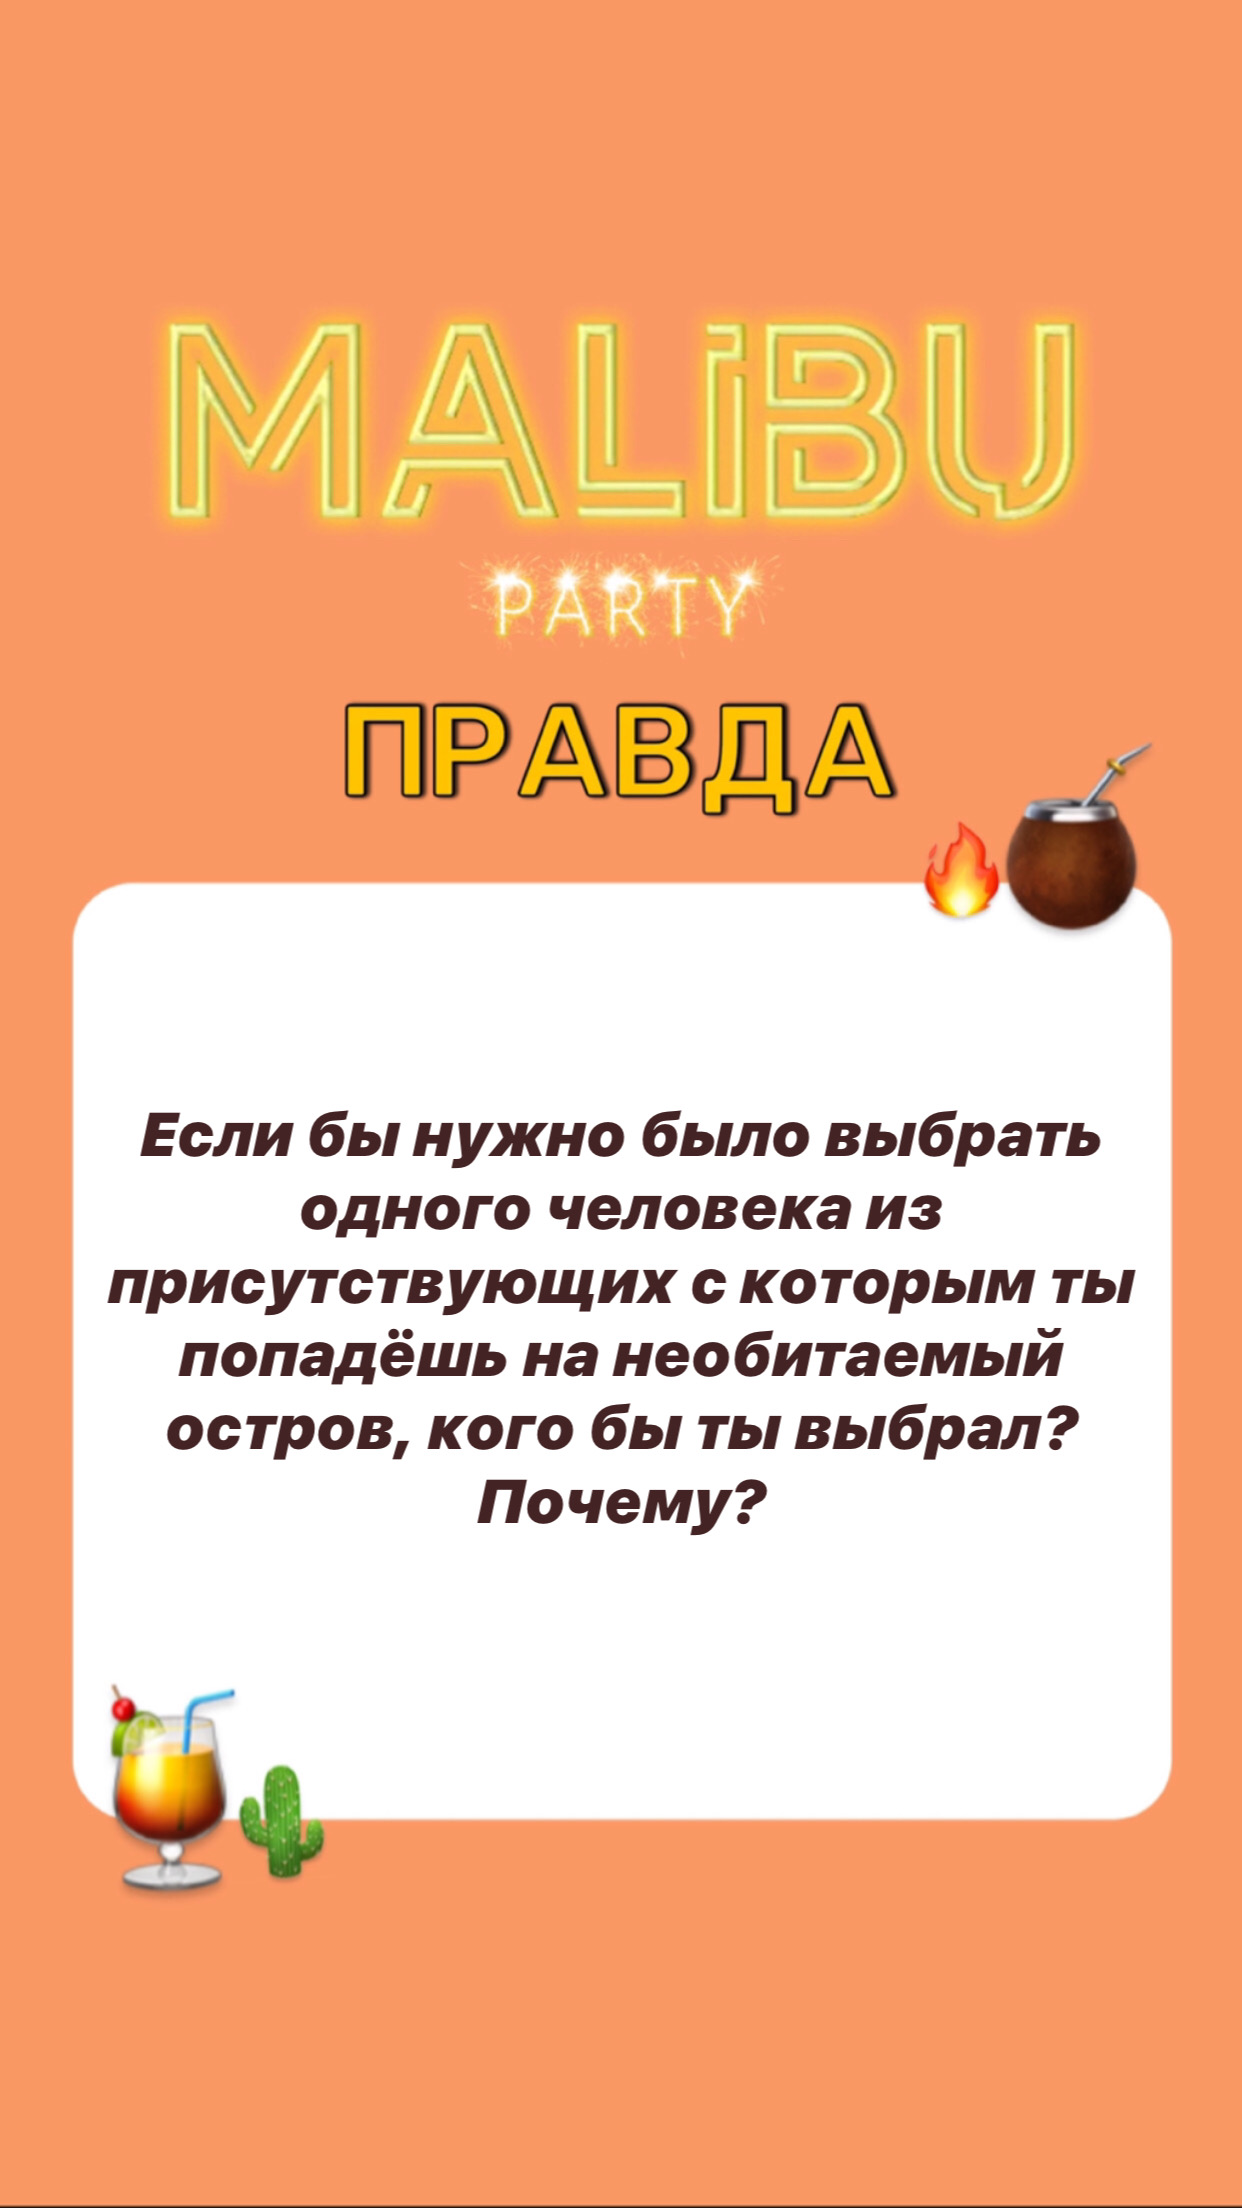 MALiBU
PARTY
ПРАВДА
Если бы нужно было выбрать
одного человека из
присутствующих с которым ты
попадёшь на необитаемый
остров, кого бы ты выбрал?
Почему?